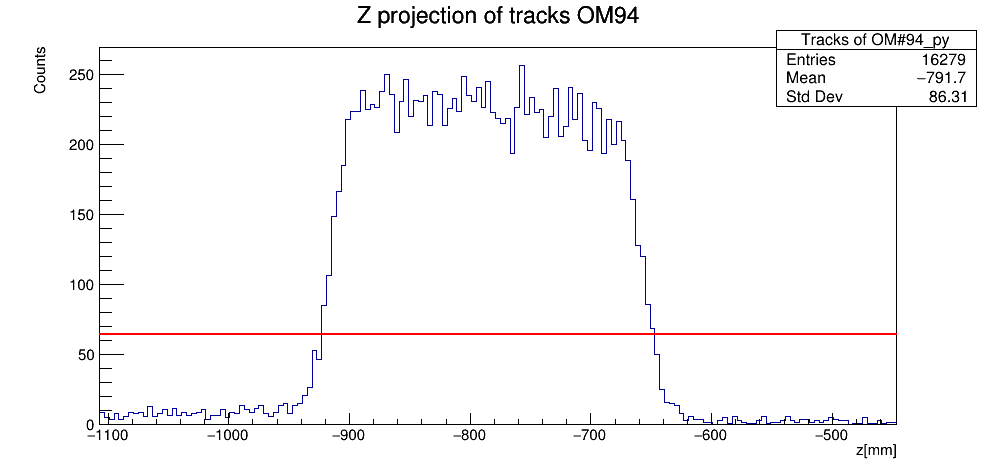 Z projection of tracks OM94
Tracks of OM#94_py
Entries 16279
Mean −791.7
Std Dev 86.31
Counts
250
200
150
100
50
0
−1100 −1000 −900 −800 −700 −600 −500
z[mm]